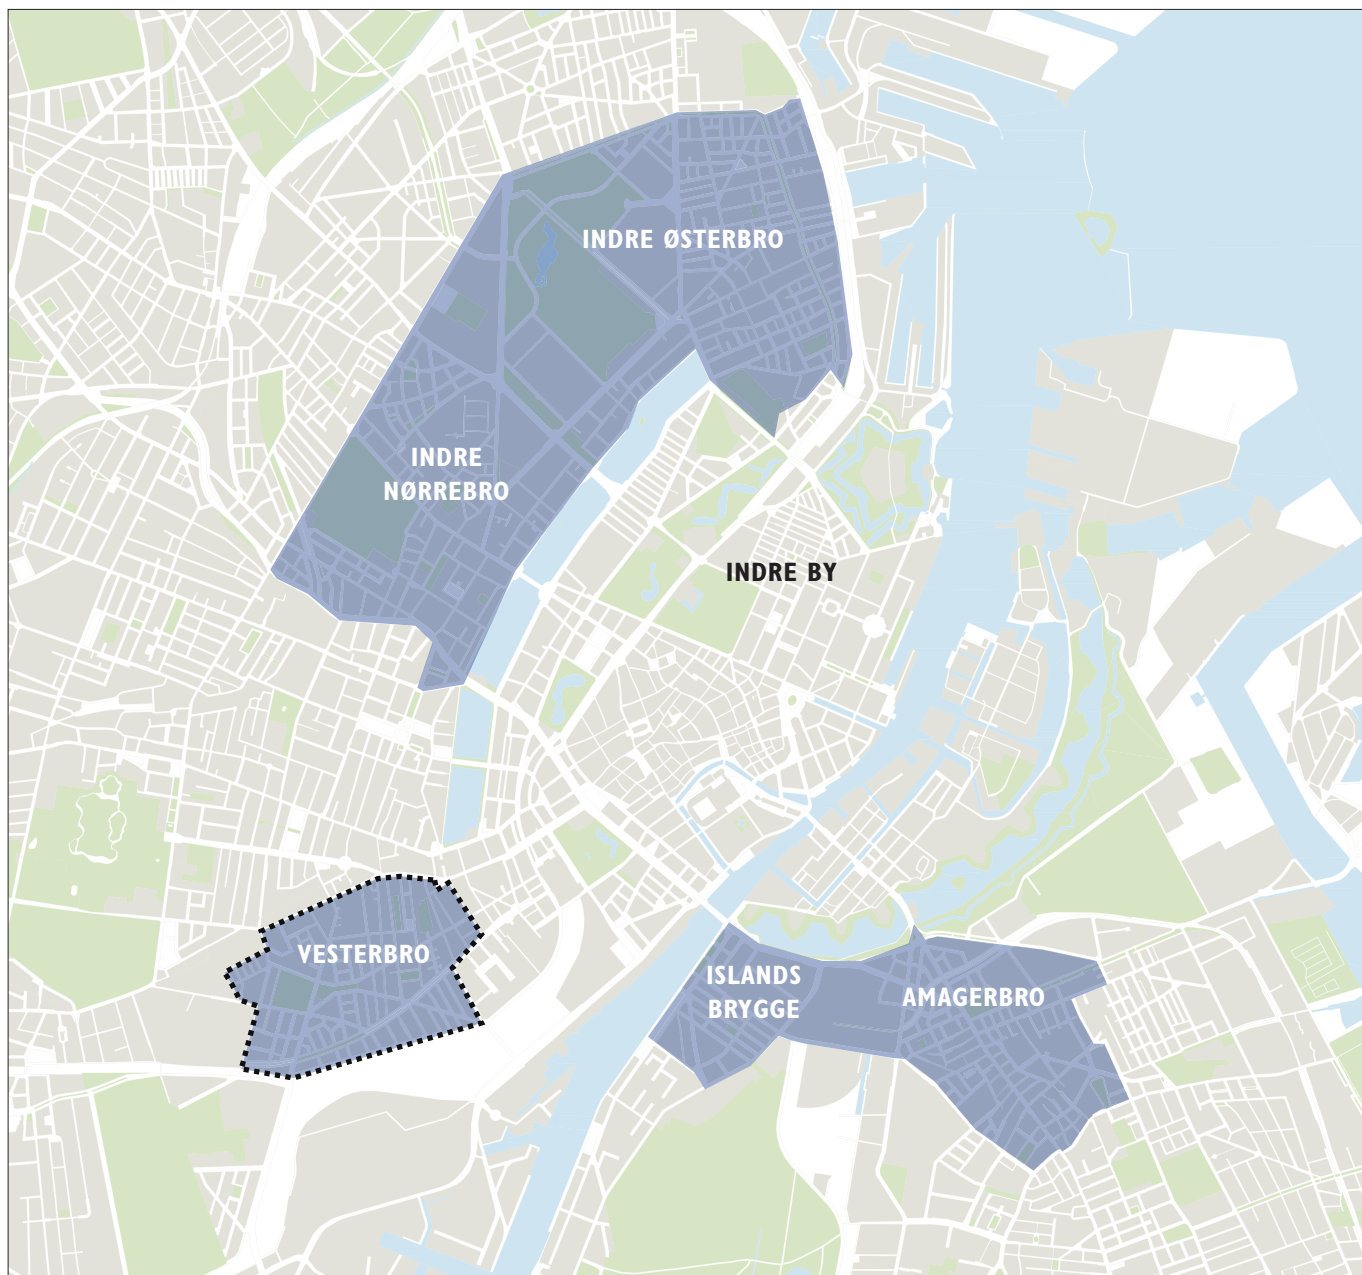 INDRE ØSTERBRO
INDRE
NØRREBRO
INDRE BY
VESTERBRO
ISLANDS
BRYGGE
AMAGERBRO